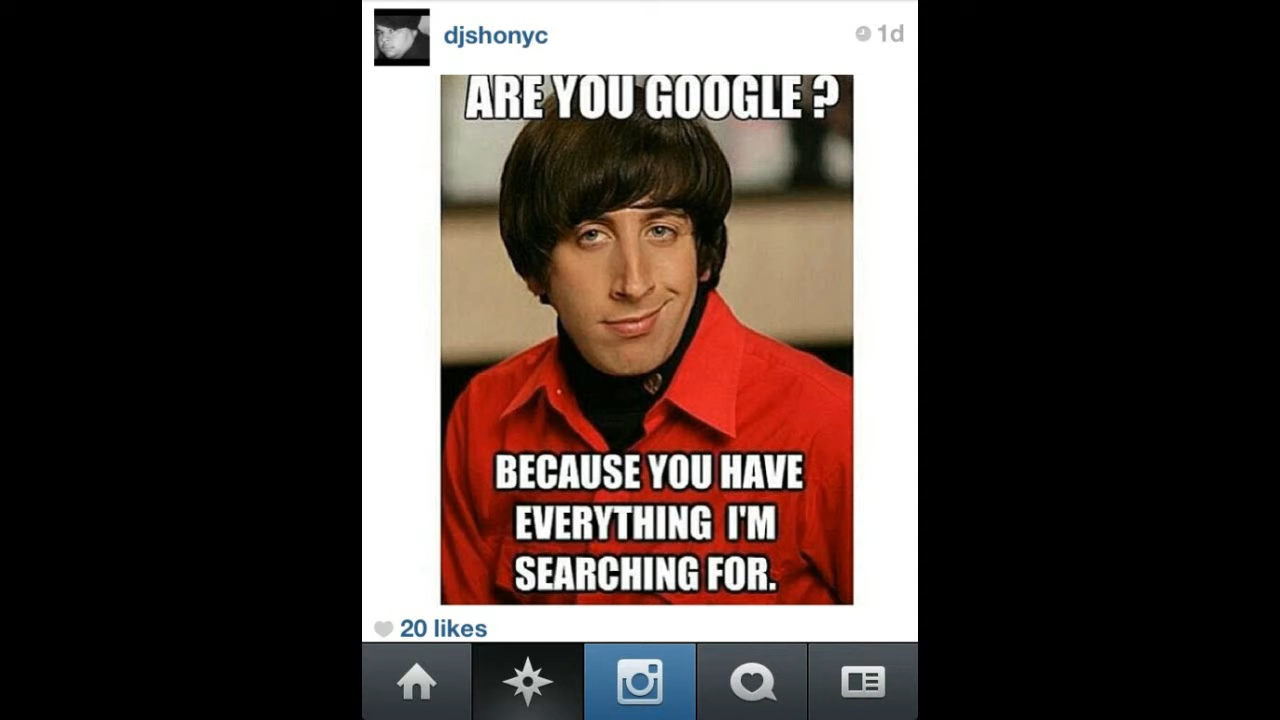 djshonyc
1d
ARE YOU GOOGLE ?
BECAUSE YOU HAVE
EVERYTHING I'M
SEARCHING FOR.
20 likes